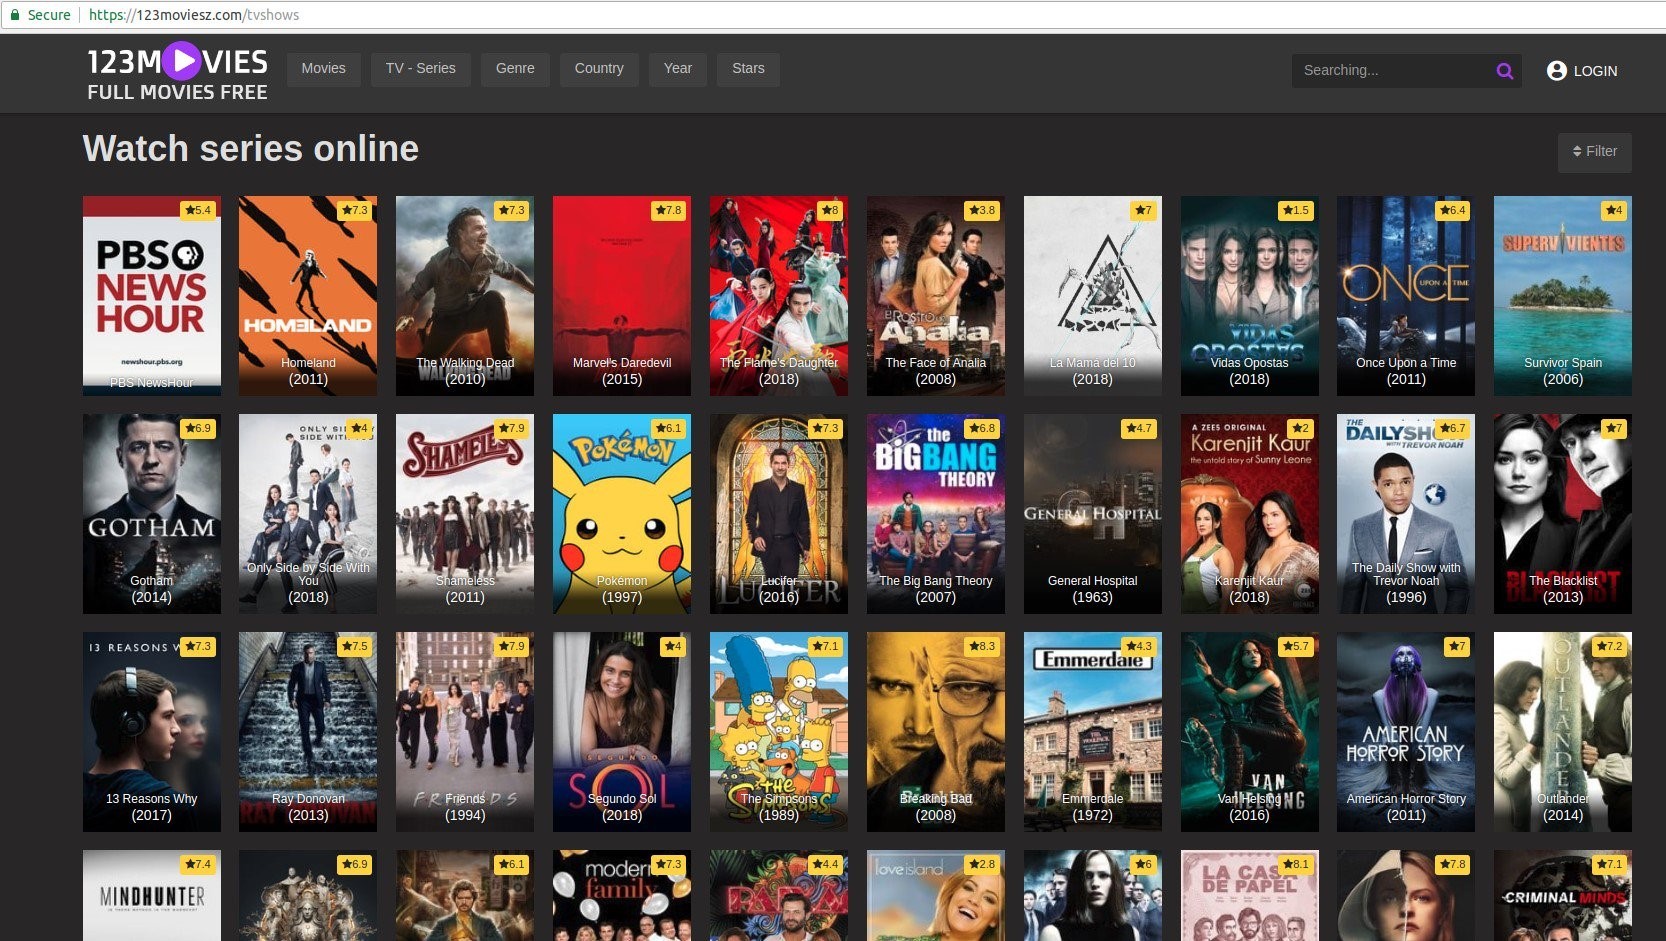 Secure https://123moviesz.com/tvshows
123MOVIES
FULL MOVIES FREE
Movies
TV - Series
Genre
Country
Year
Stars
Searching...
LOGIN
Watch series online
Filter
5.4
PBS
NEWS
HOUR
newshour.pbs.org
PBS NewsHour
7.3
HOMELAND
Homeland
(2011)
7.3
WALKING DEAD
The Walking Dead
(2010)
7.8
Marvel's Daredevil
(2015)
8
The Flame's Daughter
(2018)
3.8
El Rostro de
Analía
The Face of Analia
(2008)
7
La Mamá del 10
(2018)
1.5
VIDAS
OPOSTAS
Vidas Opostas
(2018)
6.4
ONCE
UPON A TIME
Once Upon a Time
(2011)
4
SUPERVIVIENTES
Survivor Spain
(2006)
6.9
GOTHAM
Gotham
(2014)
4
ONLY SIDE BY
SIDE WITH YOU
Only Side by Side With
You
(2018)
7.9
SHAMELESS
Shameless
(2011)
6.1
POKéMON
Pokémon
(1997)
7.3
LUCIFER
Lucifer
(2016)
6.8
the
BIG BANG
THEORY
The Big Bang Theory
(2007)
4.7
GENERAL HOSPITAL
General Hospital
(1963)
2
A ZEE5 ORIGINAL
Karenjit Kaur
the untold story of Sunny Leone
Karenjit Kaur
(2018)
6.7
THE
DAILY SHOW
WITH TREVOR NOAH
The Daily Show with
Trevor Noah
(1996)
7
BLACKLIST
The Blacklist
(2013)
7.3
13 REASONS W
13 Reasons Why
(2017)
7.5
RAY DONOVAN
Ray Donovan
(2013)
7.9
FRIENDS
Friends
(1994)
4
SEGUNDO
SOL
Segundo Sol
(2018)
7.1
THE SIMPSONS
The Simpsons
(1989)
8.3
Breaking Bad
(2008)
4.3
Emmerdale
Emmerdale
(1972)
5.7
VAN
HELSING
Van Helsing
(2016)
7
AMERICAN
HORROR STORY
American Horror Story
(2011)
7.2
OUTLANDER
Outlander
(2014)
7.4
MINDHUNTER
6.9
6.1
7.3
modern
family
4.4
PAPÁ
2.8
loveisland
6
8.1
LA CASA
DE PAPEL
7.8
7.1
CRIMINAL MINDS